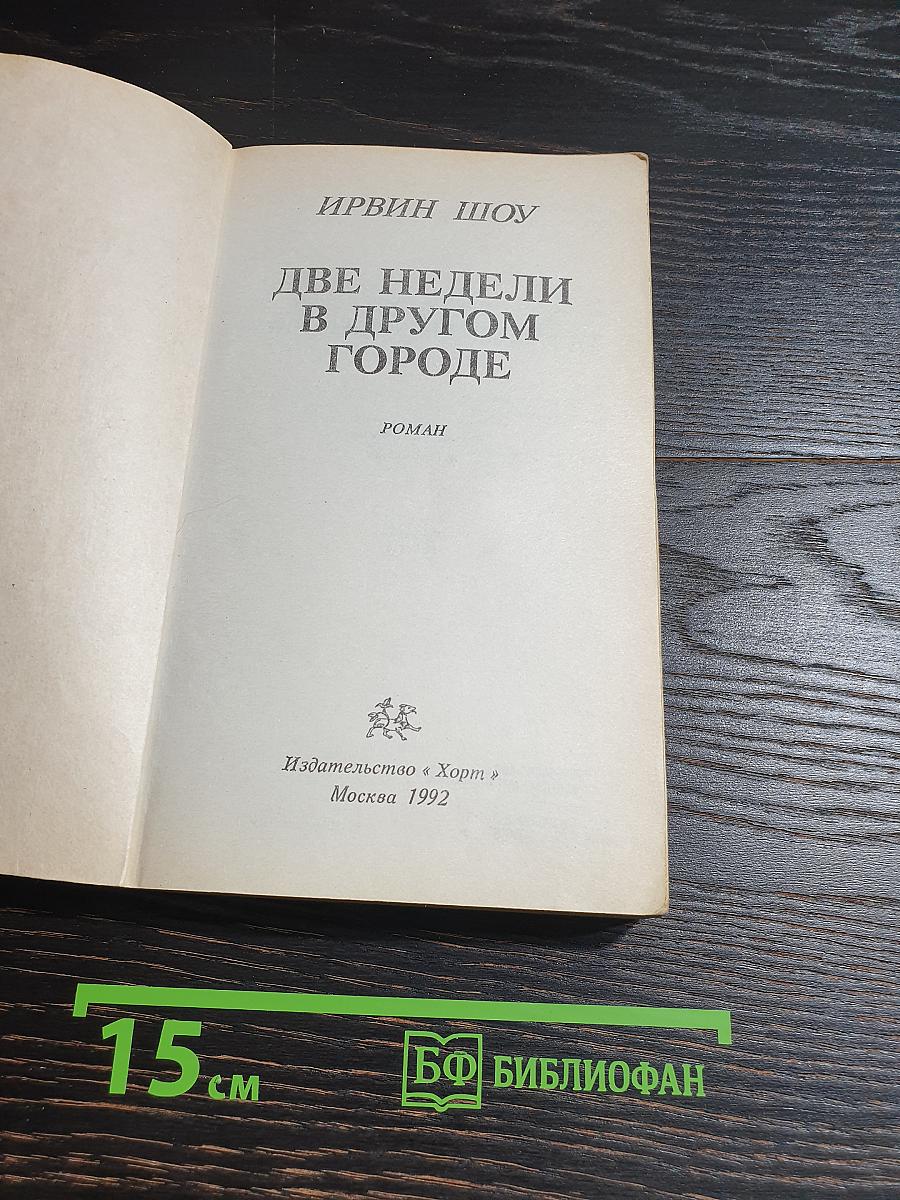 ИРВИН ШОУ
ДВЕ НЕДЕЛИ
В ДРУГОМ
ГОРОДЕ
РОМАН
Издательство « Хорт »
Москва 1992
15 см
БФ БИБЛИОФАН